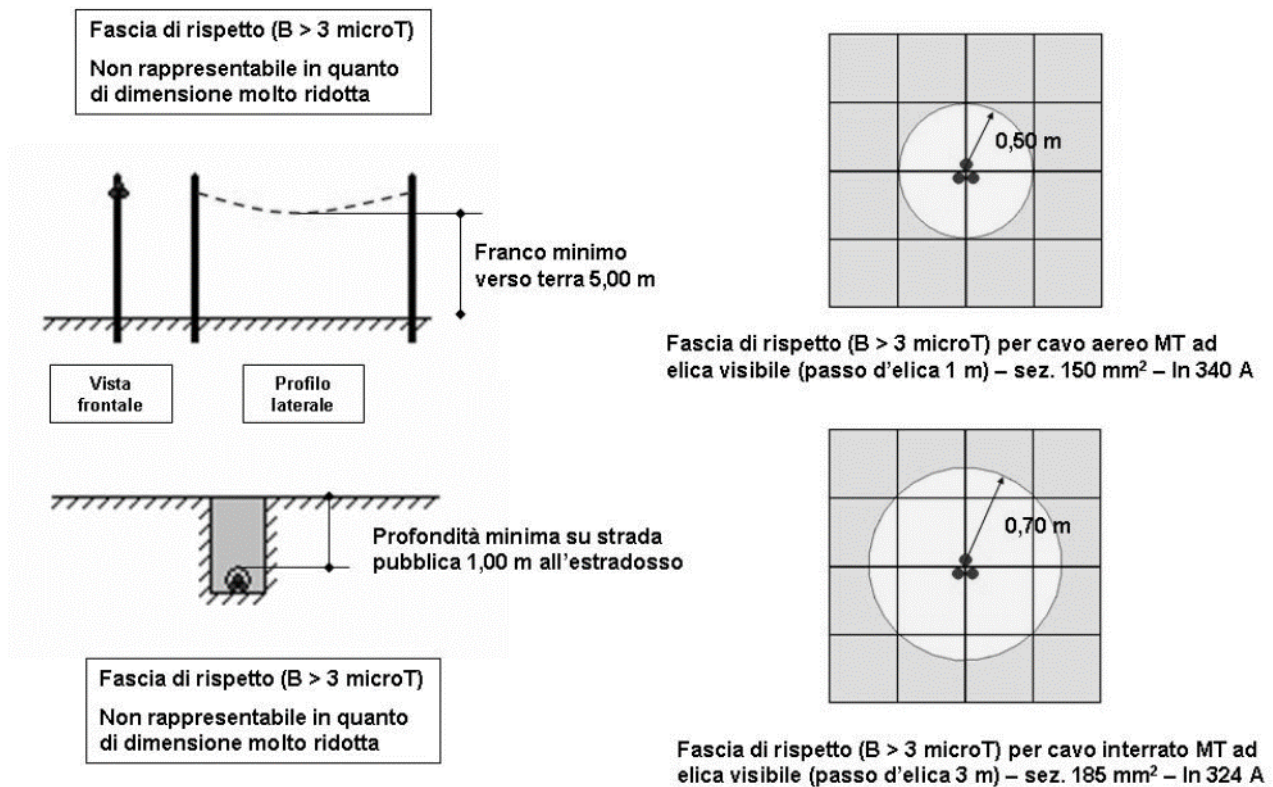 Fascia di rispetto (B > 3 microT)
Non rappresentabile in quanto
di dimensione molto ridotta
Franco minimo
verso terra 5,00 m
Vista
frontale
Profilo
laterale
Profondità minima su strada
pubblica 1,00 m all'estradosso
Fascia di rispetto (B > 3 microT)
Non rappresentabile in quanto
di dimensione molto ridotta
0,50 m
Fascia di rispetto (B > 3 microT) per cavo aereo MT ad
elica visibile (passo d'elica 1 m) – sez. 150 mm² – In 340 A
0,70 m
Fascia di rispetto (B > 3 microT) per cavo interrato MT ad
elica visibile (passo d'elica 3 m) – sez. 185 mm² – In 324 A